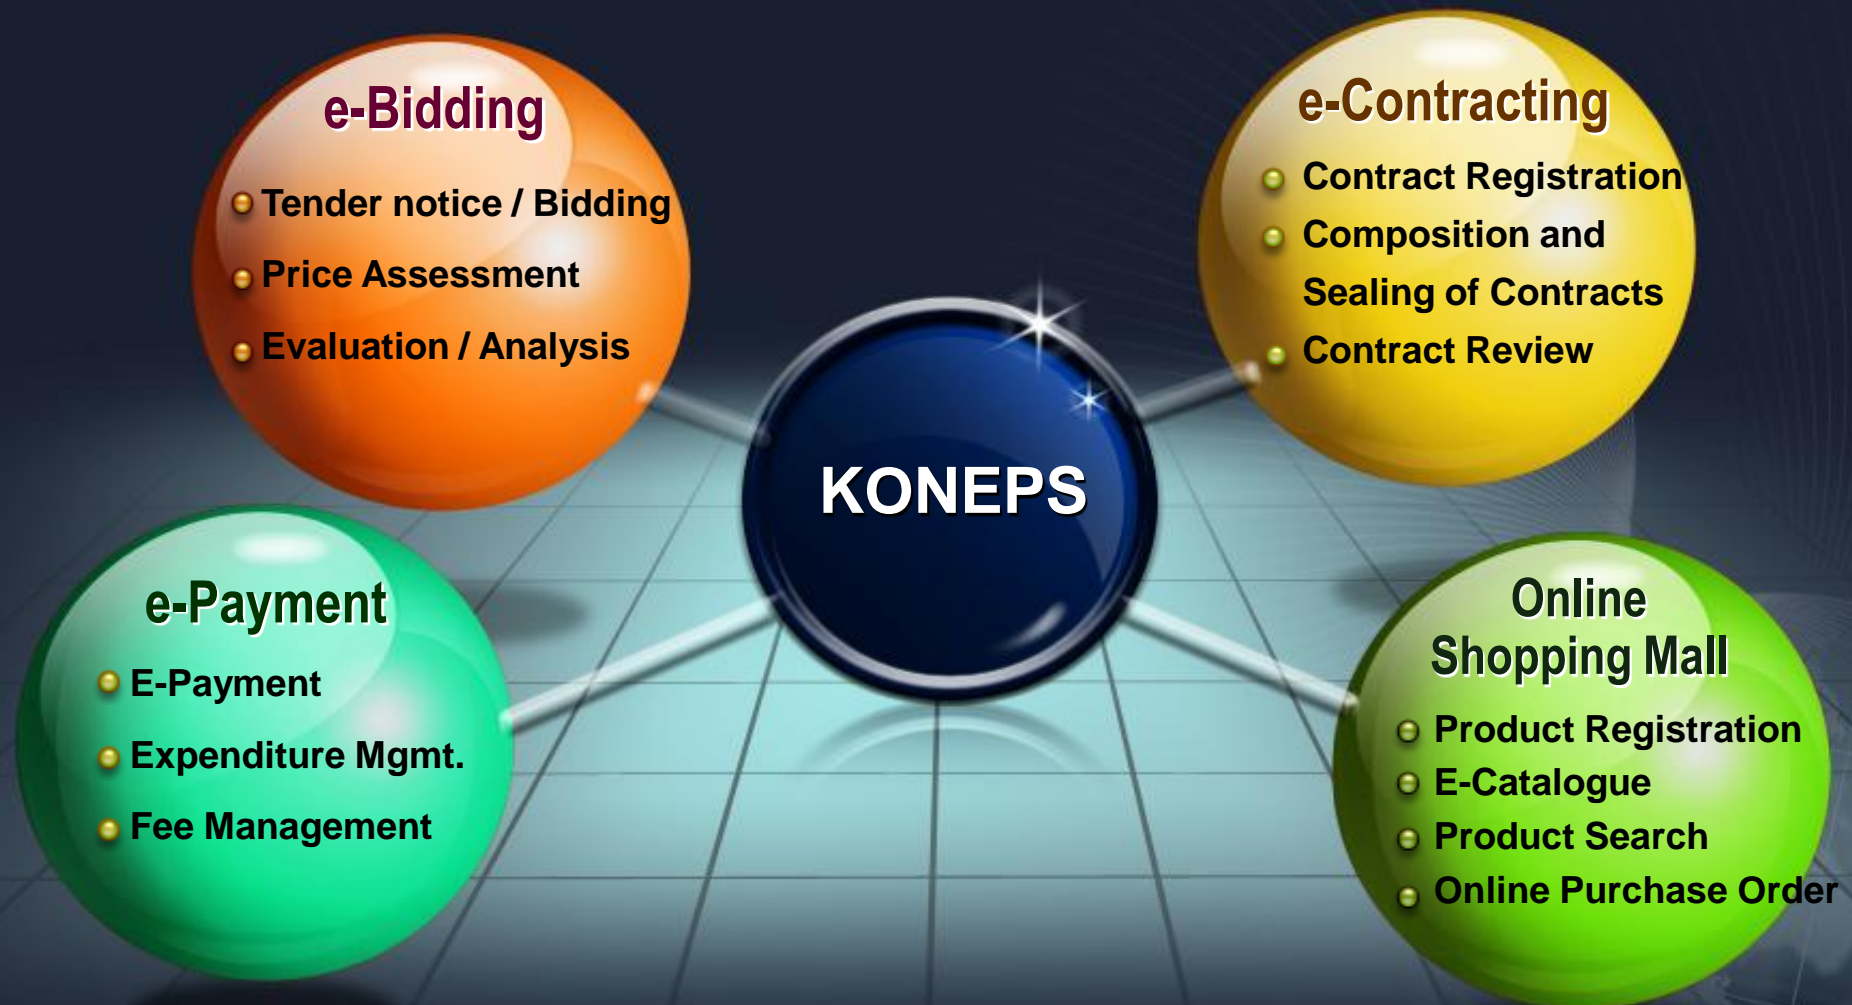 e-Bidding
Tender notice / Bidding
Price Assessment
Evaluation / Analysis
e-Contracting
Contract Registration
Composition and
Sealing of Contracts
Contract Review
KONEPS
e-Payment
E-Payment
Expenditure Mgmt.
Fee Management
Online
Shopping Mall
Product Registration
E-Catalogue
Product Search
Online Purchase Order